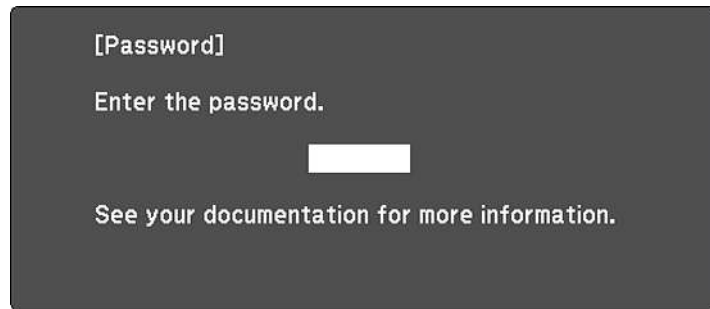 [Password]
Enter the password.
See your documentation for more information.